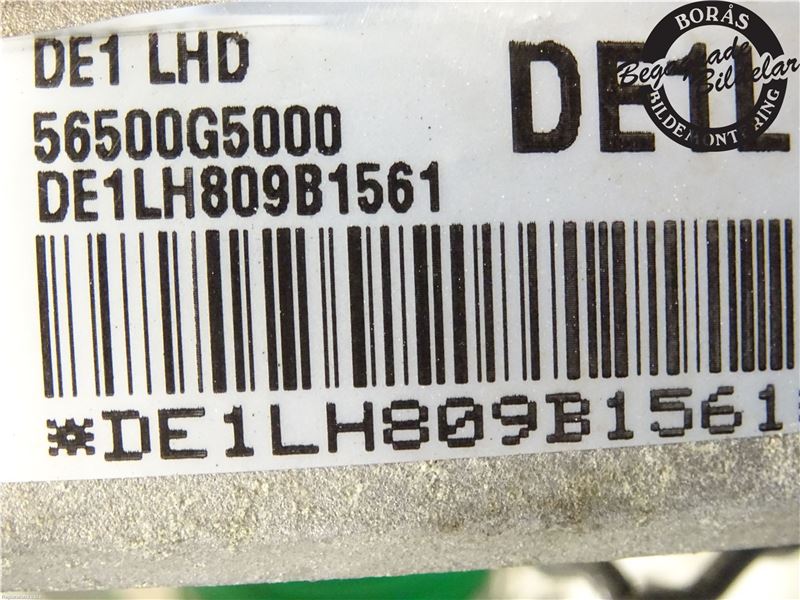 DE1 LHD
56500G5000
DE1LH809B1561
DE1L
*DE1LH809B1561*
BORÅS
Begagnade
Bildelar
BILDEMONTERING